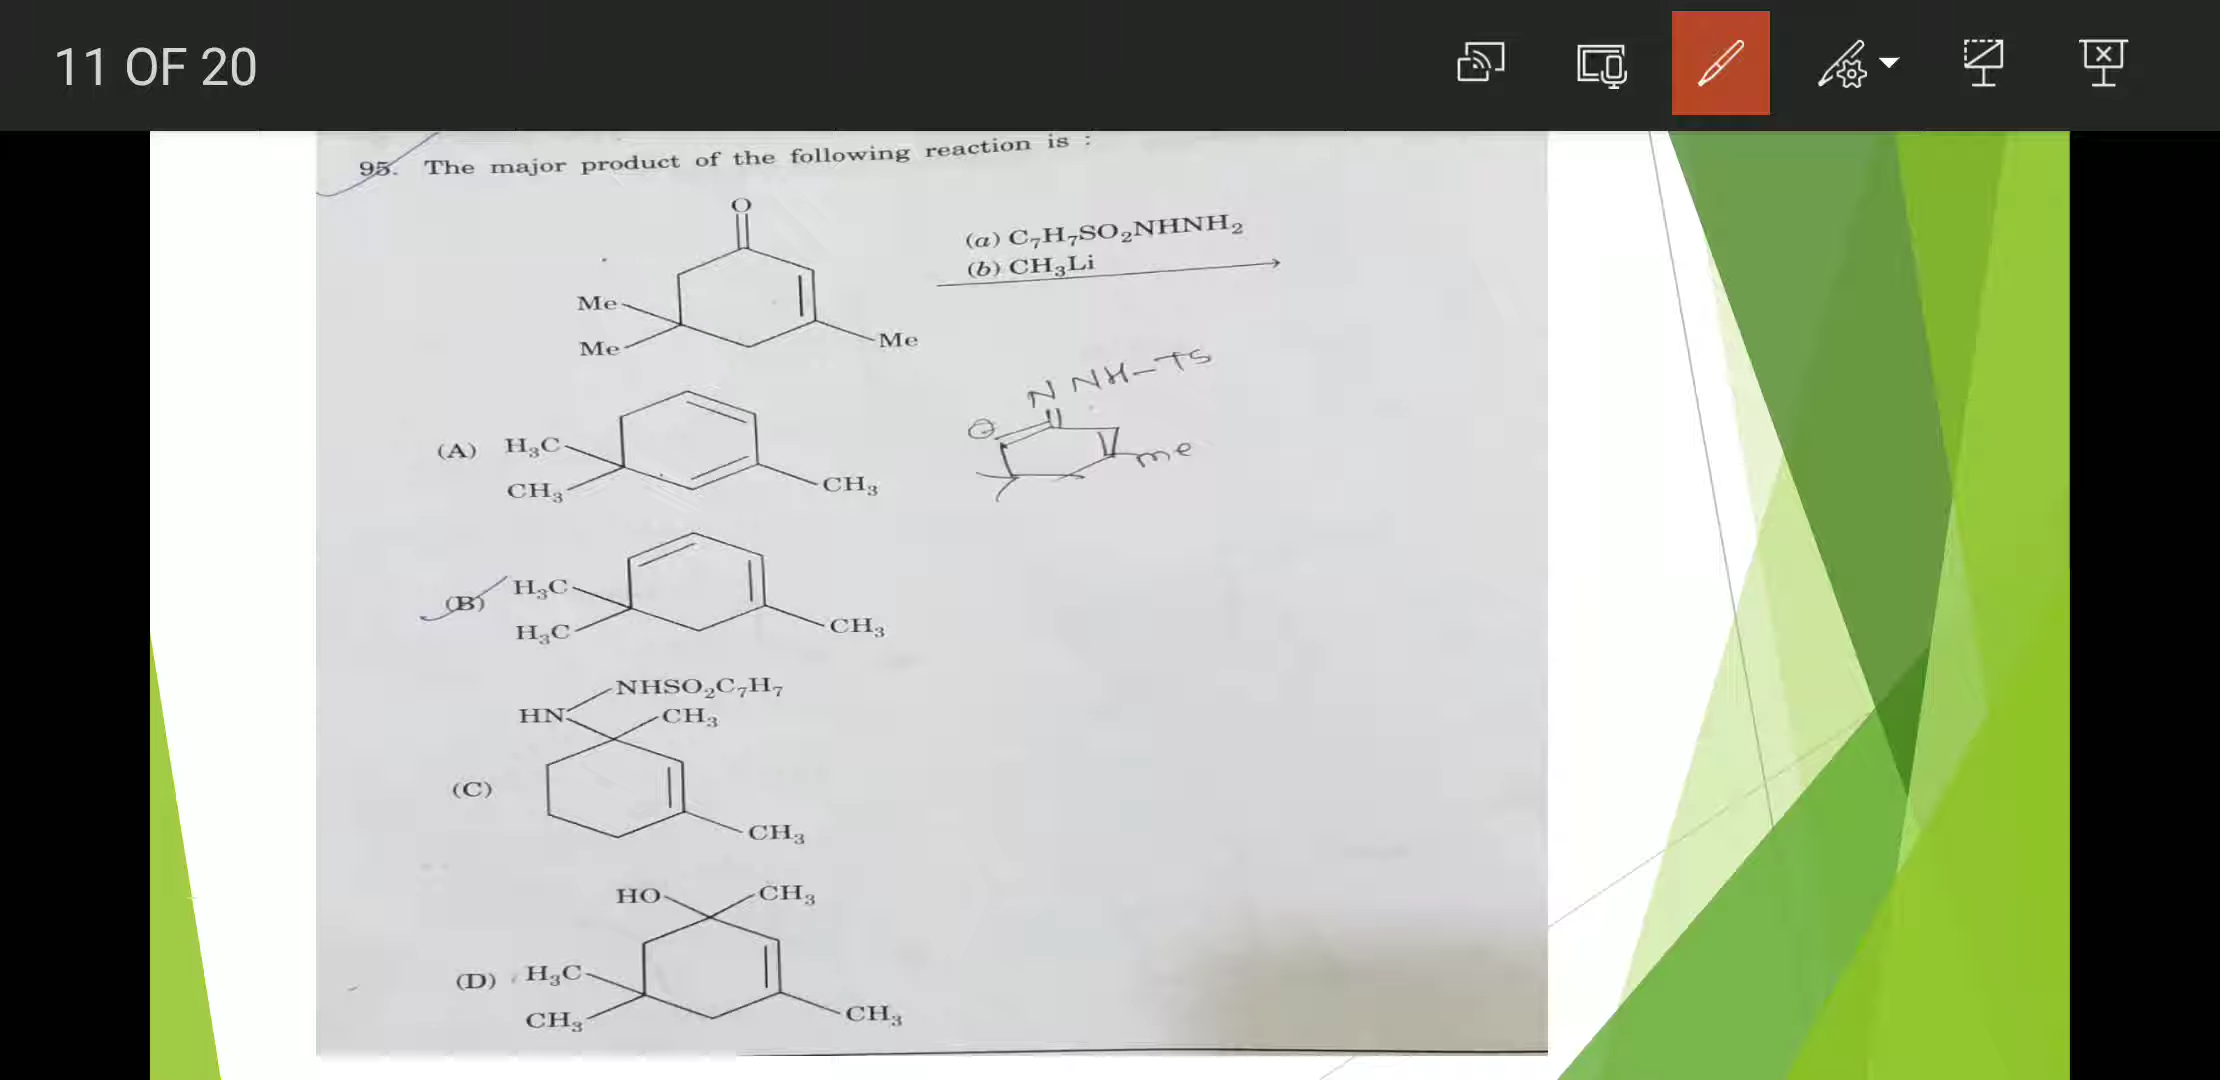 11 OF 20
95. The major product of the following reaction is :
O
(a) C₇H₇SO₂NHNH₂
(b) CH₃Li
Me
Me
Me
N NH-TS
⊖
me
(A) H₃C
CH₃
CH₃
(B) H₃C
H₃C
CH₃
NHSO₂C₇H₇
HN
CH₃
(C)
CH₃
HO
CH₃
(D) H₃C
CH₃
CH₃